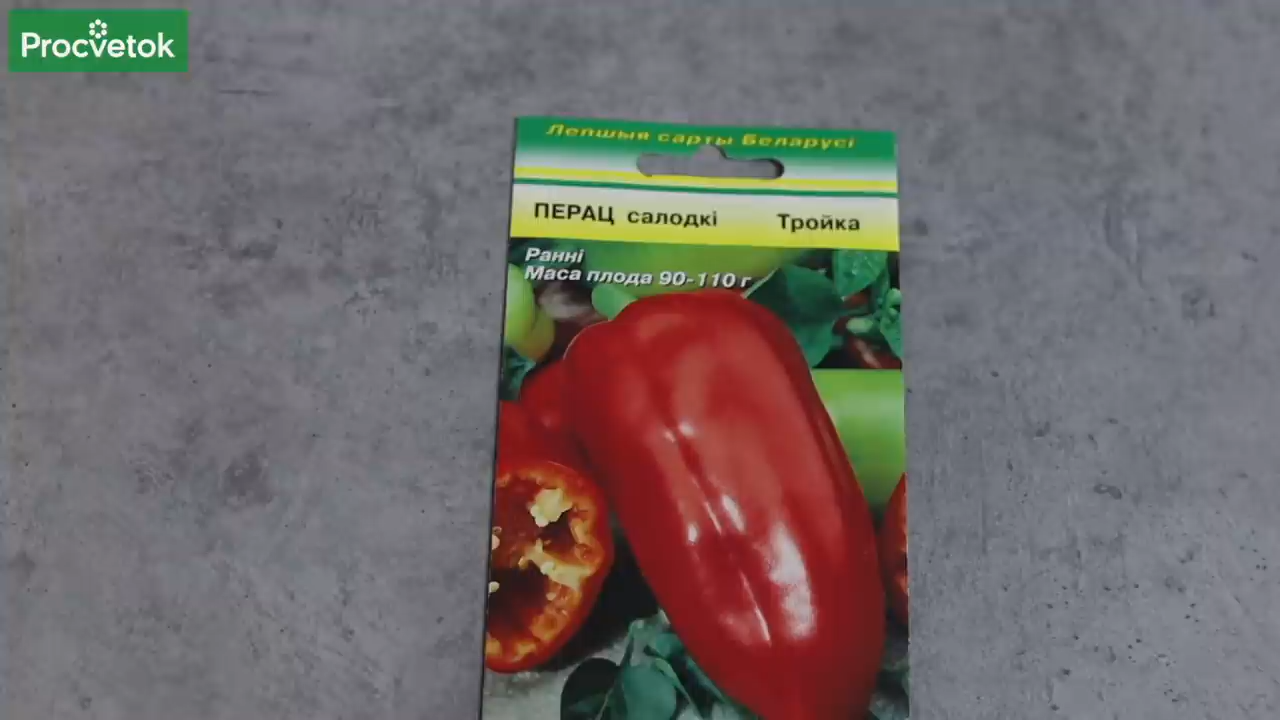 Procvetok
Лепшыя сарты Беларусі
ПЕРАЦ салодкі Тройка
Ранні
Маса плода 90-110 г